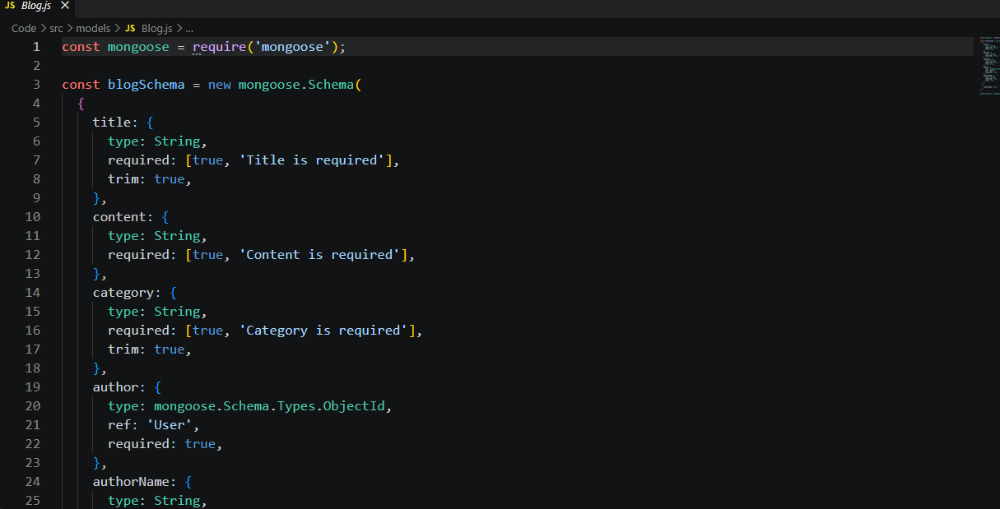 JS Blog.js ×
Code > src > models > JS Blog.js > ...
1 const mongoose = require('mongoose');
2
3 const blogSchema = new mongoose.Schema(
4   {
5     title: {
6       type: String,
7       required: [true, 'Title is required'],
8       trim: true,
9     },
10     content: {
11       type: String,
12       required: [true, 'Content is required'],
13     },
14     category: {
15       type: String,
16       required: [true, 'Category is required'],
17       trim: true,
18     },
19     author: {
20       type: mongoose.Schema.Types.ObjectId,
21       ref: 'User',
22       required: true,
23     },
24     authorName: {
25       type: String,